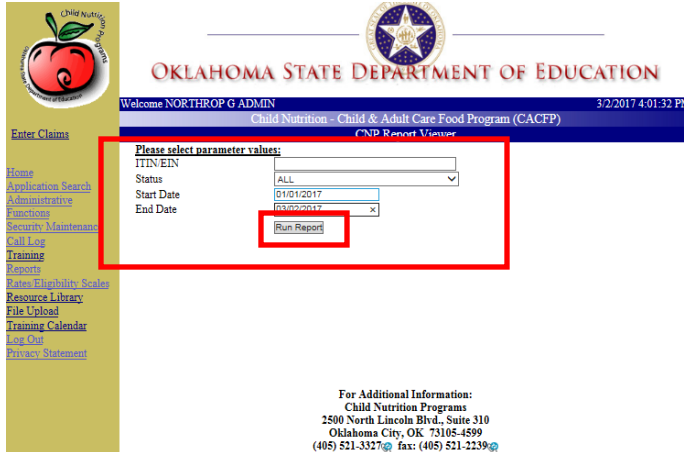 Child Nutrition Programs
Oklahoma State Department of Education
OKLAHOMA STATE DEPARTMENT OF EDUCATION
Welcome NORTHROP G ADMIN 3/2/2017 4:01:32 PM
Child Nutrition - Child & Adult Care Food Program (CACFP)
CNP Report Viewer
Enter Claims
Please select parameter values:
ITIN/EIN
Status ALL
Start Date 01/01/2017
End Date 03/02/2017 ×
Run Report
Home
Application Search
Administrative
Functions
Security Maintenanc
Call Log
Training
Reports
Rates/Eligibility Scales
Resource Library
File Upload
Training Calendar
Log Out
Privacy Statement
For Additional Information:
Child Nutrition Programs
2500 North Lincoln Blvd., Suite 310
Oklahoma City, OK 73105-4599
(405) 521-3327 fax: (405) 521-2239